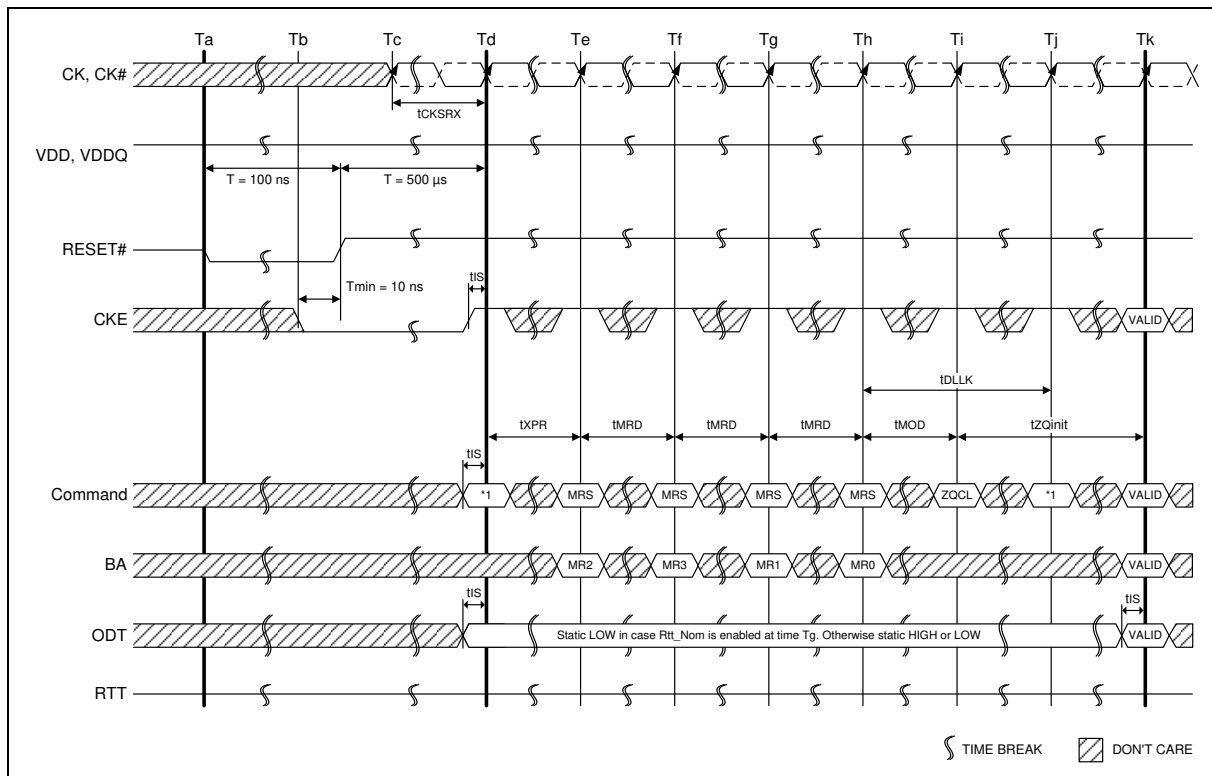 Ta Tb Tc Td Te Tf Tg Th Ti Tj Tk
CK, CK#
tCKSRX
VDD, VDDQ
T = 100 ns T = 500 µs
RESET#
Tmin = 10 ns tIS
CKE VALID
tDLLK
tXPR tMRD tMRD tMRD tMOD tZQinit
tIS
Command *1 MRS MRS MRS MRS ZQCL *1 VALID
BA MR2 MR3 MR1 MR0 VALID
tIS tIS
ODT Static LOW in case Rtt_Nom is enabled at time Tg. Otherwise static HIGH or LOW VALID
RTT
TIME BREAK DON'T CARE